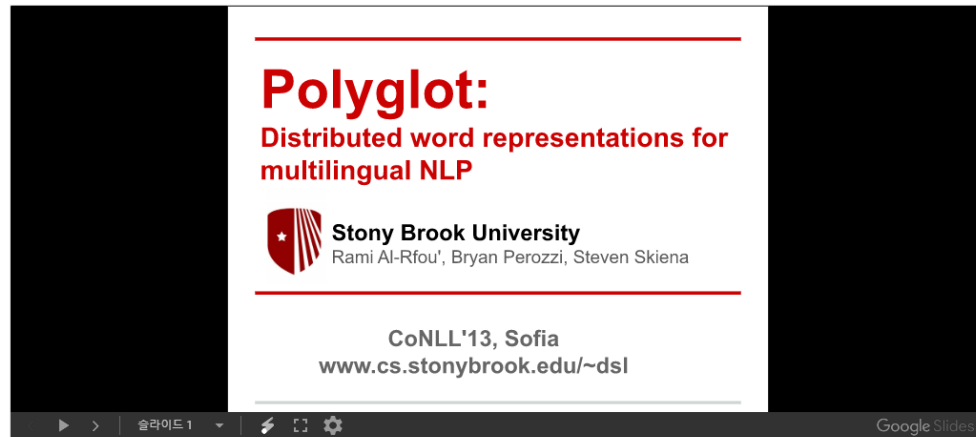 Polyglot:
Distributed word representations for
multilingual NLP
Stony Brook University
Rami Al-Rfou', Bryan Perozzi, Steven Skiena
CoNLL'13, Sofia
www.cs.stonybrook.edu/~dsl
슬라이드 1
Google Slides